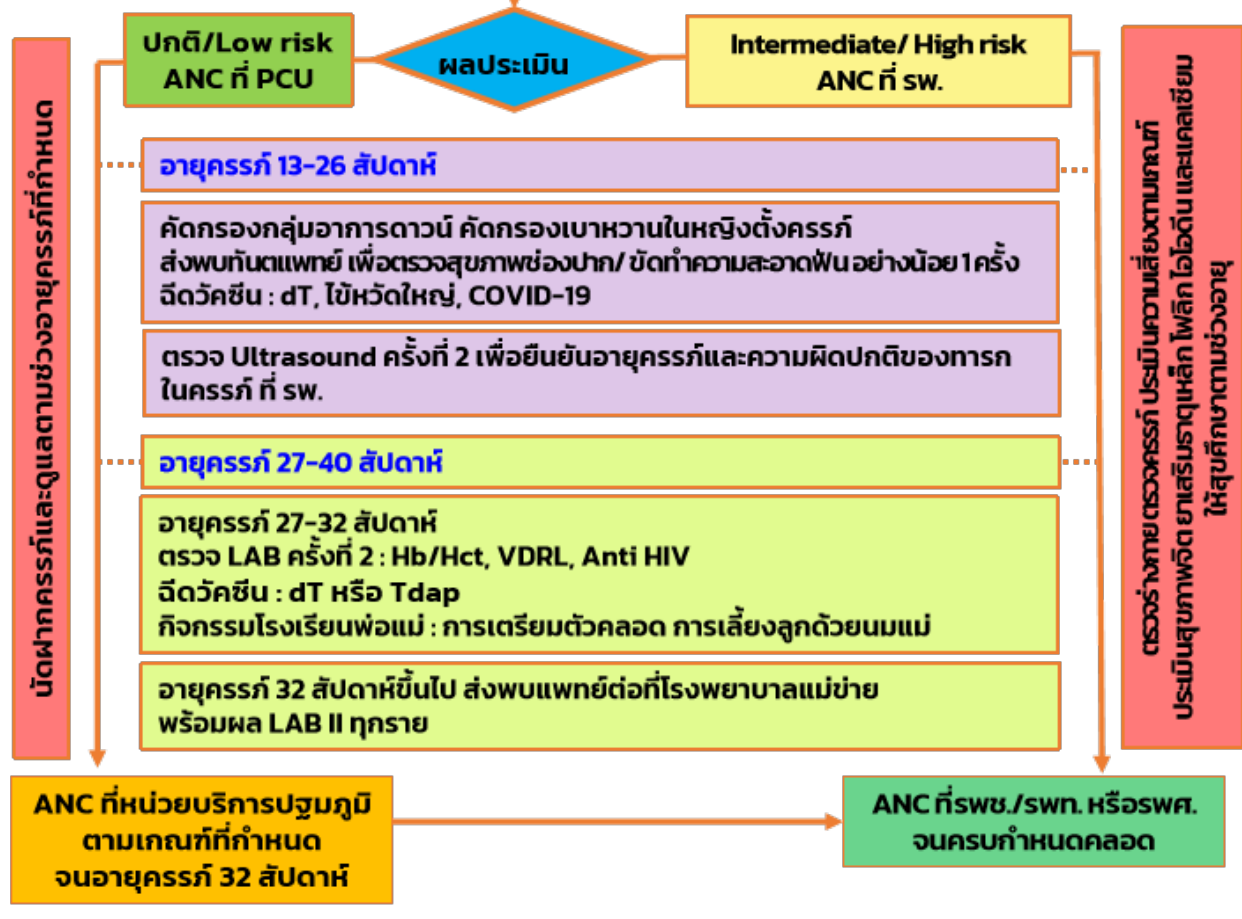 ปกติ/Low risk
ANC ที่ PCU
ผลประเมิน
Intermediate/ High risk
ANC ที่ รพ.
นัดฝากครรภ์และดูแลตามช่วงอายุครรภ์ที่กำหนด
อายุครรภ์ 13-26 สัปดาห์
คัดกรองกลุ่มอาการดาวน์ คัดกรองเบาหวานในหญิงตั้งครรภ์
ส่งพบทันตแพทย์ เพื่อตรวจสุขภาพช่องปาก/ ขัดทำความสะอาดฟัน อย่างน้อย 1 ครั้ง
ฉีดวัคซีน : dT, ไข้หวัดใหญ่, COVID-19
ตรวจ Ultrasound ครั้งที่ 2 เพื่อยืนยันอายุครรภ์และความผิดปกติของทารก
ในครรภ์ ที่ รพ.
อายุครรภ์ 27-40 สัปดาห์
อายุครรภ์ 27-32 สัปดาห์
ตรวจ LAB ครั้งที่ 2 : Hb/Hct, VDRL, Anti HIV
ฉีดวัคซีน : dT หรือ Tdap
กิจกรรมโรงเรียนพ่อแม่ : การเตรียมตัวคลอด การเลี้ยงลูกด้วยนมแม่
อายุครรภ์ 32 สัปดาห์ขึ้นไป ส่งพบแพทย์ต่อที่โรงพยาบาลแม่ข่าย
พร้อมผล LAB II ทุกราย
ตรวจร่างกาย ตรวจครรภ์ ประเมินความเสี่ยงตามเกณฑ์
ประเมินสุขภาพจิต ยาเสริมธาตุเหล็ก โฟลิก ไอโอดีน และแคลเซียม
ให้สุขศึกษาตามช่วงอายุ
ANC ที่หน่วยบริการปฐมภูมิ
ตามเกณฑ์ที่กำหนด
จนอายุครรภ์ 32 สัปดาห์
ANC ที่รพช./รพท. หรือรพศ.
จนครบกำหนดคลอด